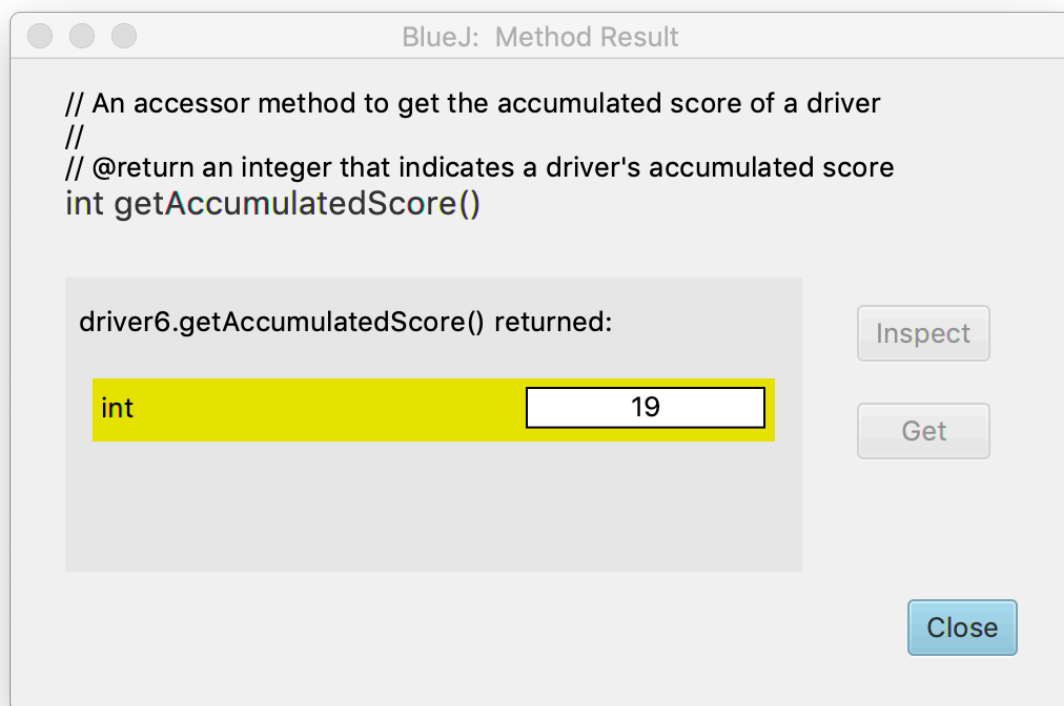 BlueJ:  Method Result
// An accessor method to get the accumulated score of a driver
//
// @return an integer that indicates a driver's accumulated score
int getAccumulatedScore()
driver6.getAccumulatedScore() returned:
Inspect
int 19
Get
Close